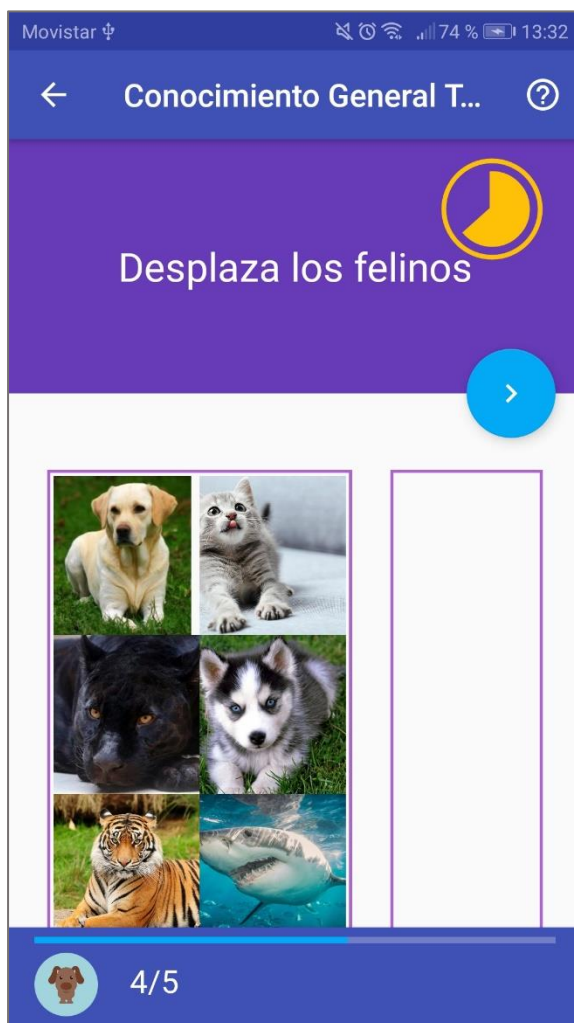 Movistar 74 % 13:32
Conocimiento General T...
Desplaza los felinos
4/5